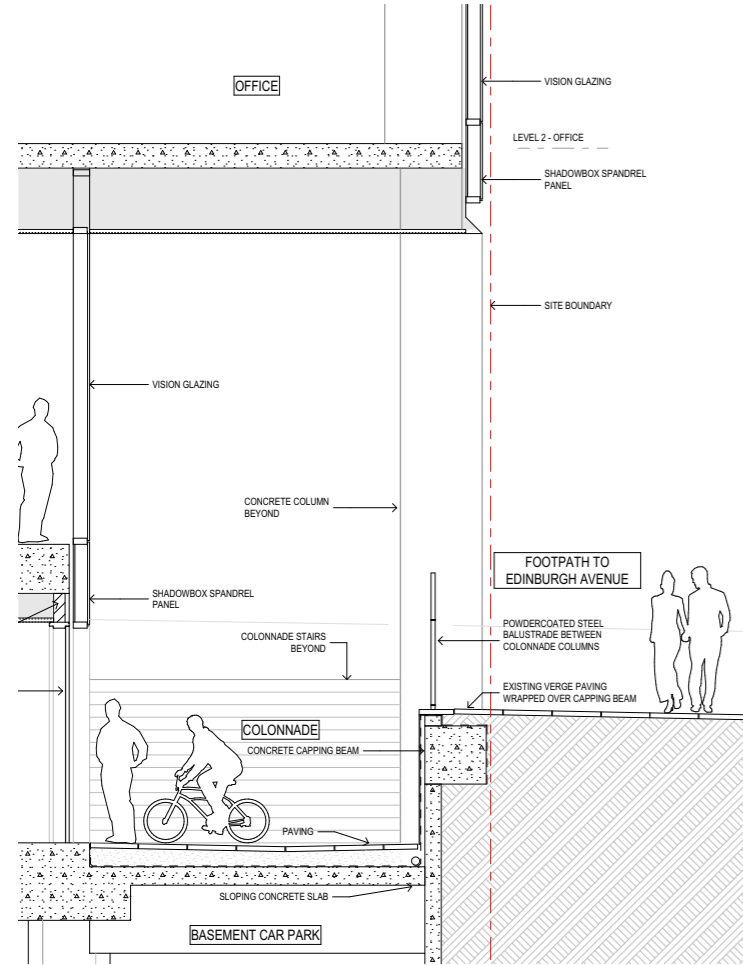 OFFICE
VISION GLAZING
LEVEL 2 - OFFICE
SHADOWBOX SPANDREL
PANEL
SITE BOUNDARY
VISION GLAZING
CONCRETE COLUMN
BEYOND
FOOTPATH TO
EDINBURGH AVENUE
SHADOWBOX SPANDREL
PANEL
POWDERCOATED STEEL
BALUSTRADE BETWEEN
COLONNADE COLUMNS
COLONNADE STAIRS
BEYOND
EXISTING VERGE PAVING
WRAPPED OVER CAPPING BEAM
COLONNADE
CONCRETE CAPPING BEAM
PAVING
SLOPING CONCRETE SLAB
BASEMENT CAR PARK